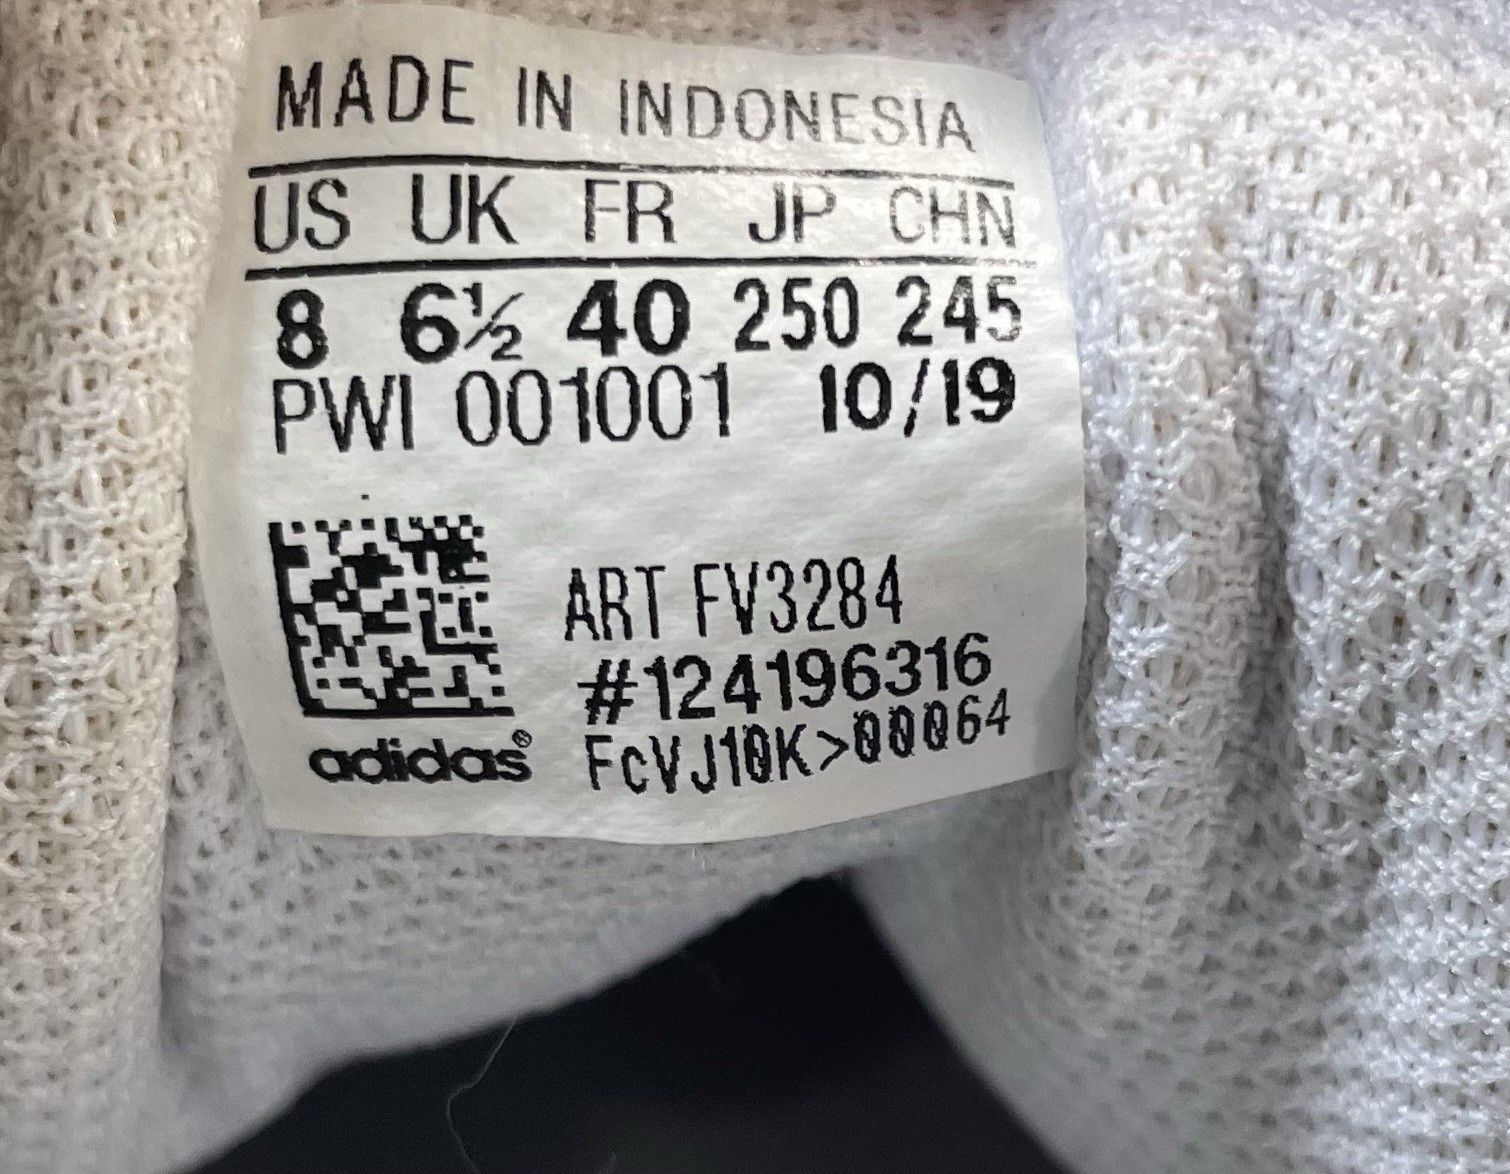 MADE IN INDONESIA
US UK FR JP CHN
8 6½ 40 250 245
PWI 001001 10/19
ART FV3284
#124196316
adidas® FcVJ10K>00064